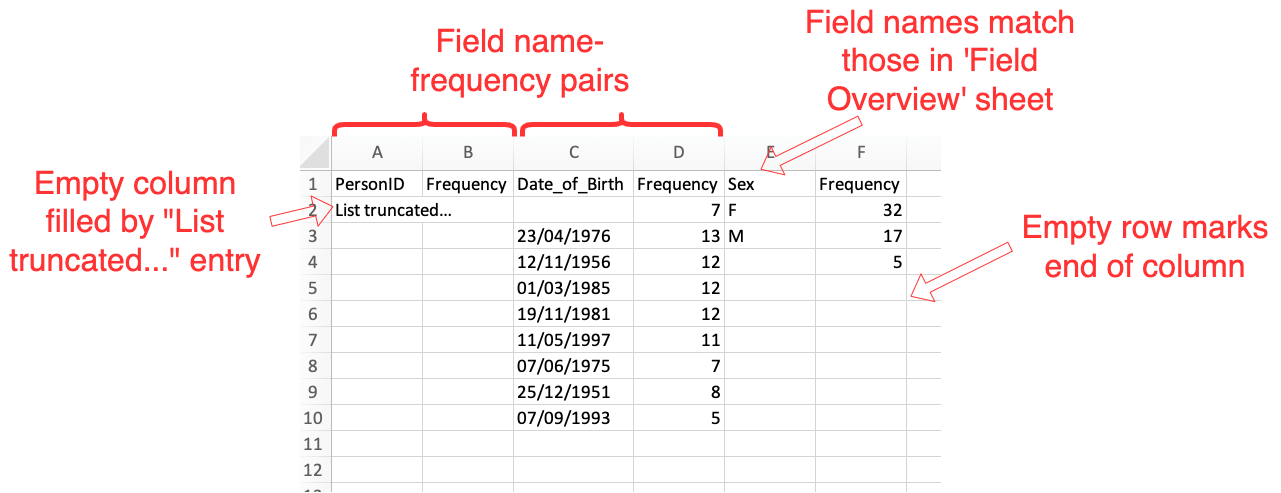 Field name-
frequency pairs
Field names match
those in 'Field
Overview' sheet
Empty column
filled by "List
truncated..." entry
Empty row marks
end of column
A B C D E F
1 PersonID Frequency Date_of_Birth Frequency Sex Frequency
2 List truncated... 7 F 32
3 23/04/1976 13 M 17
4 12/11/1956 12 5
5 01/03/1985 12
6 19/11/1981 12
7 11/05/1997 11
8 07/06/1975 7
9 25/12/1951 8
10 07/09/1993 5
11
12